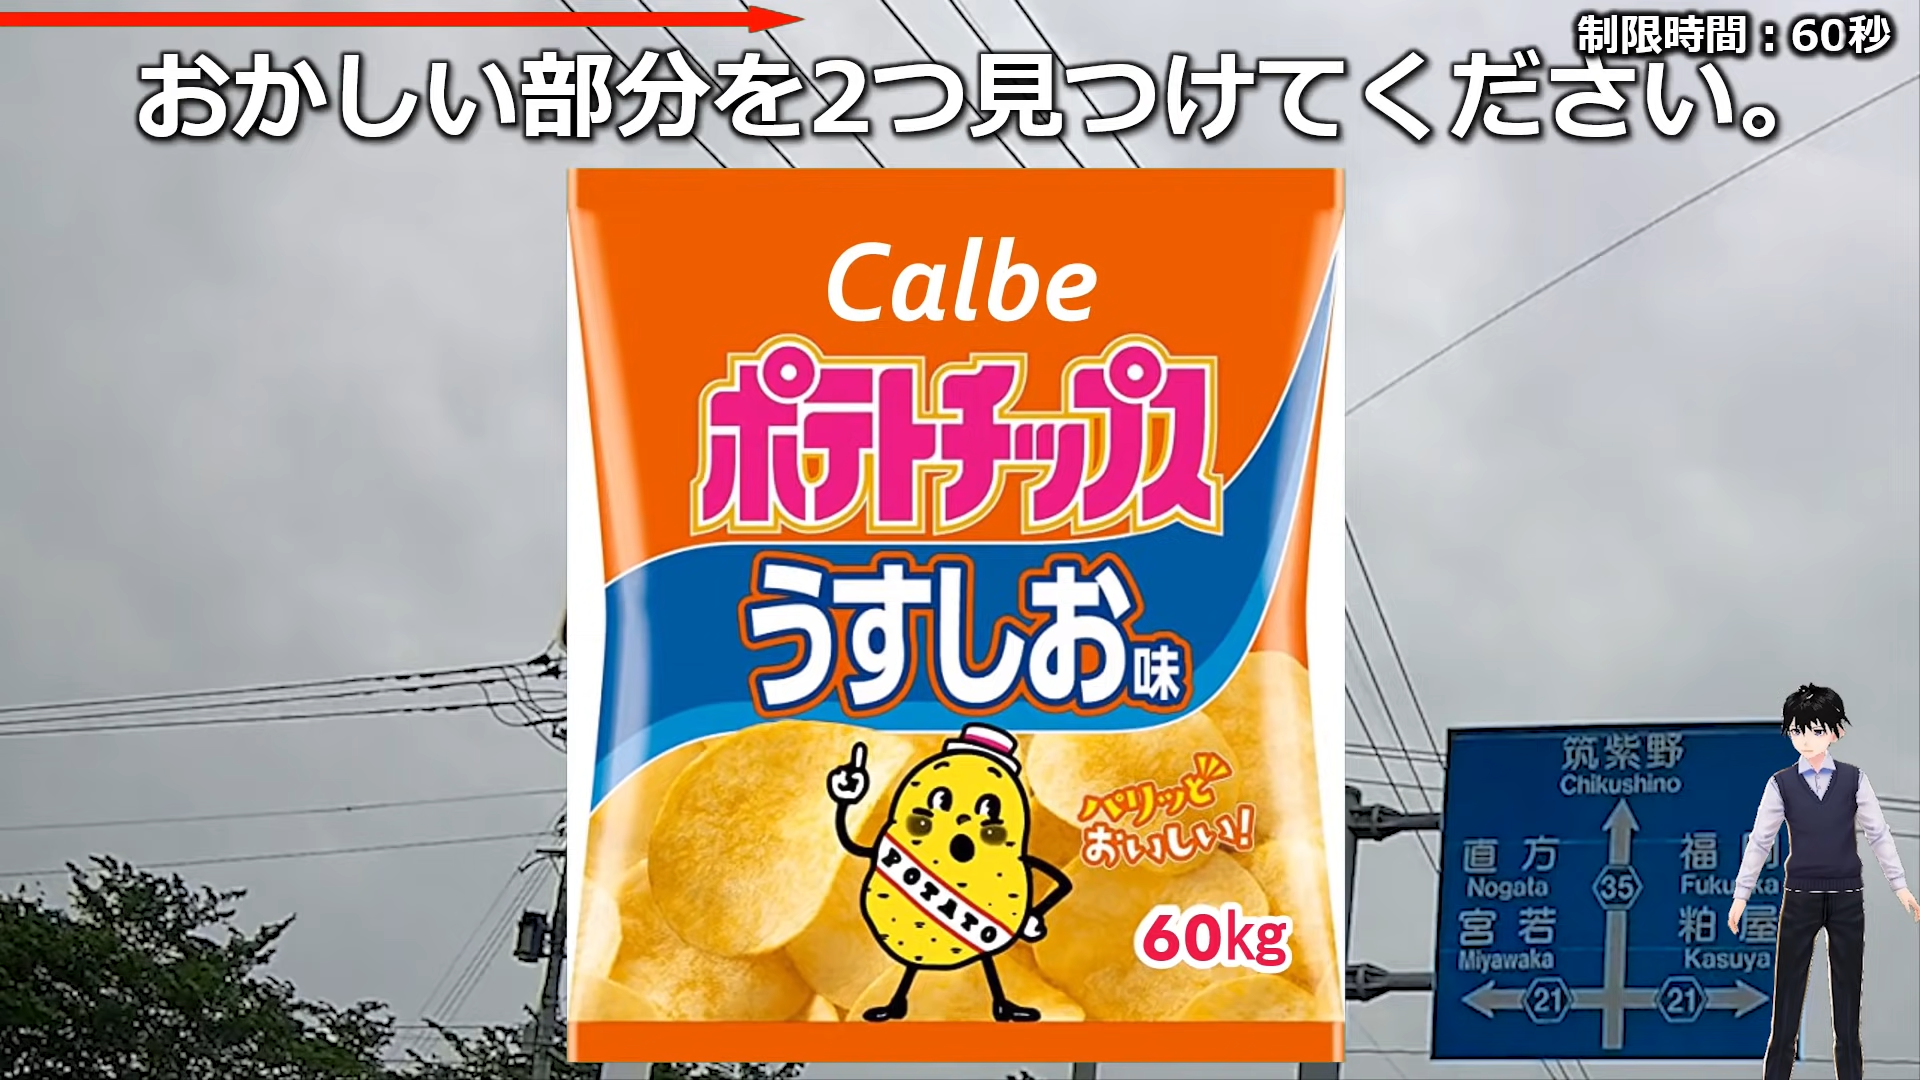 制限時間：60秒
おかしい部分を2つ見つけてください。
Calbe
ポテトチップス
うすしお味
パリッと
おいしい!
POTATO
60kg
筑紫野
Chikushino
直方
Nogata
35
宮若
Miyawaka
粕屋
Kasuya
21
21